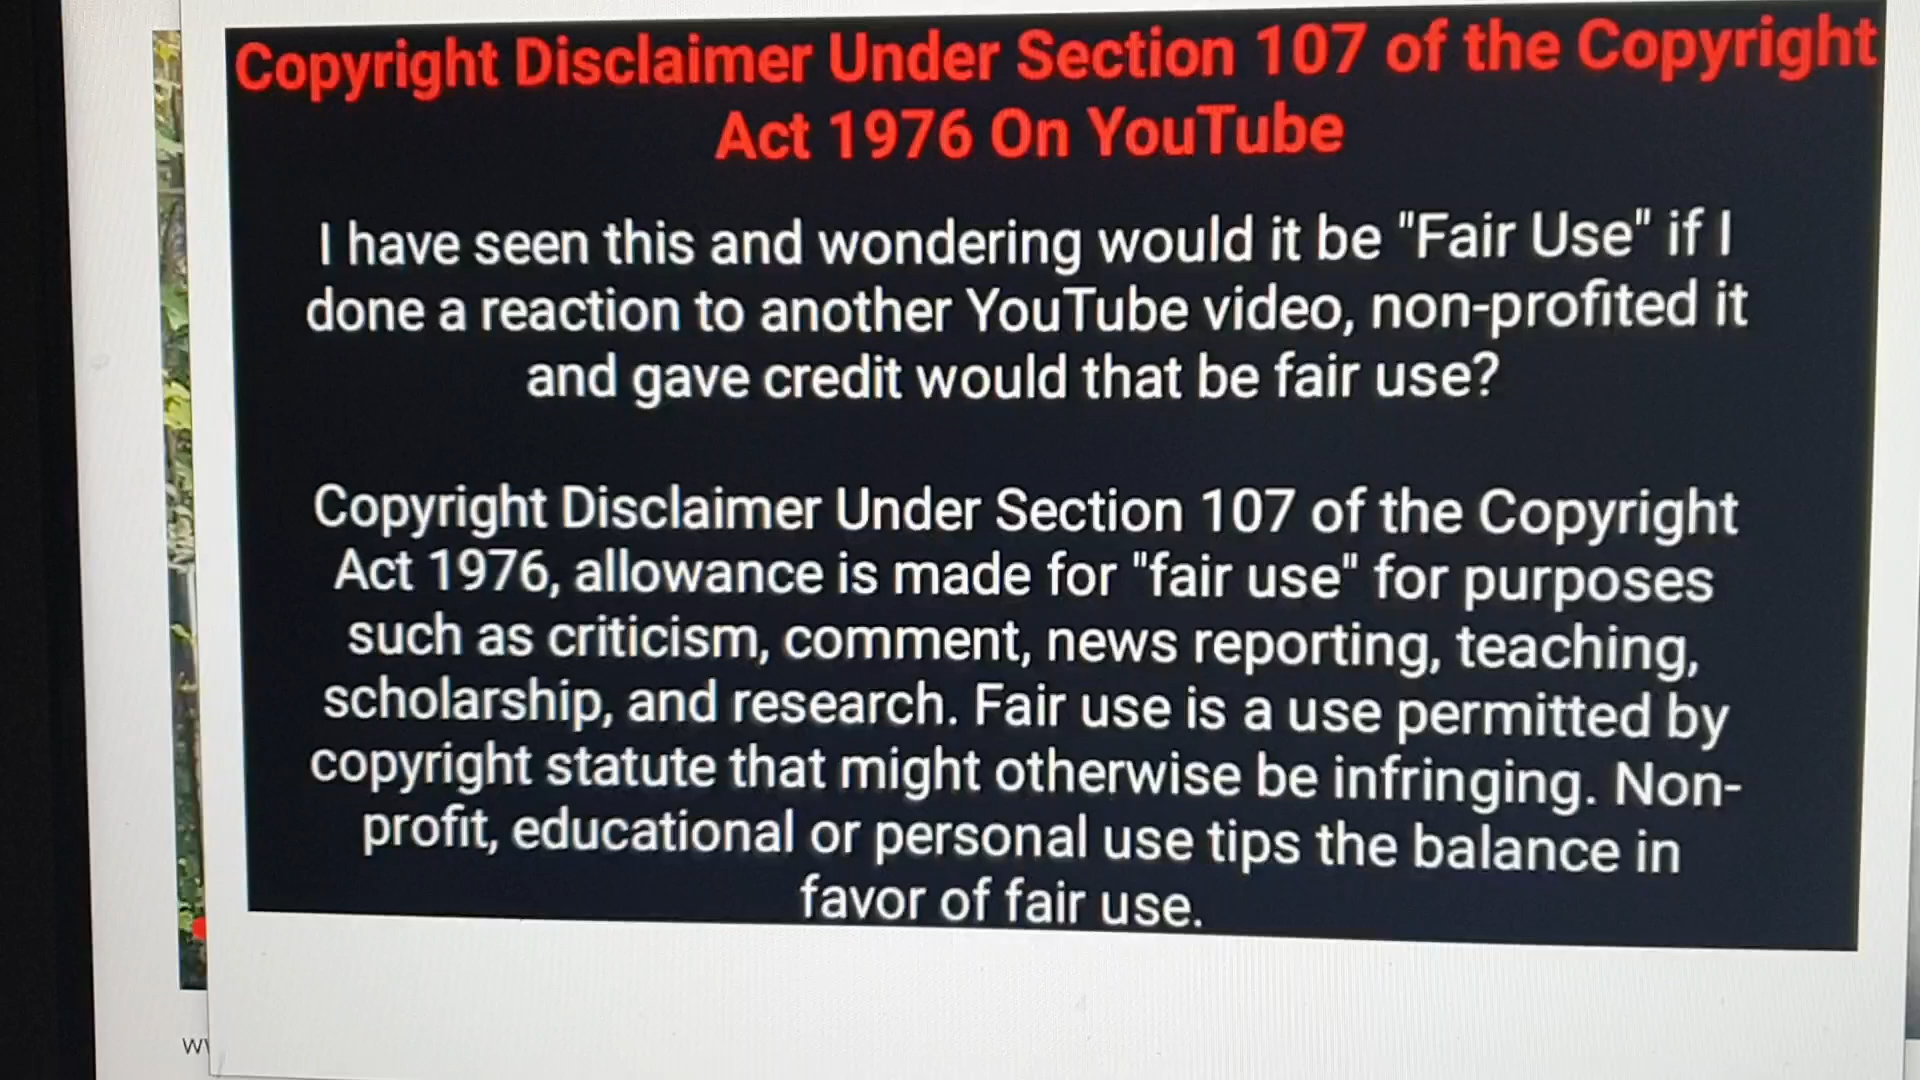 Copyright Disclaimer Under Section 107 of the Copyright
Act 1976 On YouTube
I have seen this and wondering would it be "Fair Use" if I
done a reaction to another YouTube video, non-profited it
and gave credit would that be fair use?
Copyright Disclaimer Under Section 107 of the Copyright
Act 1976, allowance is made for "fair use" for purposes
such as criticism, comment, news reporting, teaching,
scholarship, and research. Fair use is a use permitted by
copyright statute that might otherwise be infringing. Non-
profit, educational or personal use tips the balance in
favor of fair use.